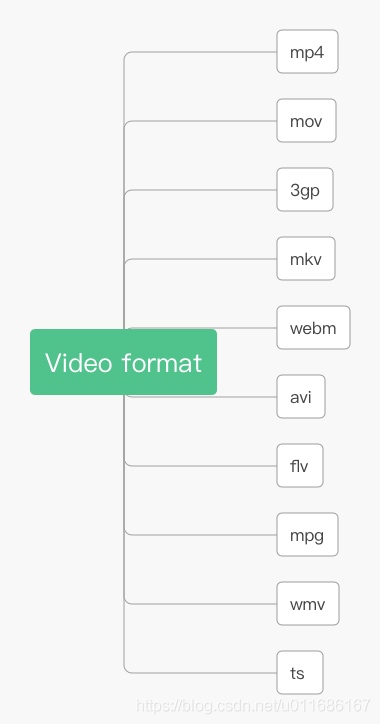 mp4
mov
3gp
mkv
webm
Video format
avi
flv
mpg
wmv
ts
https://blog.csdn.net/u011686167